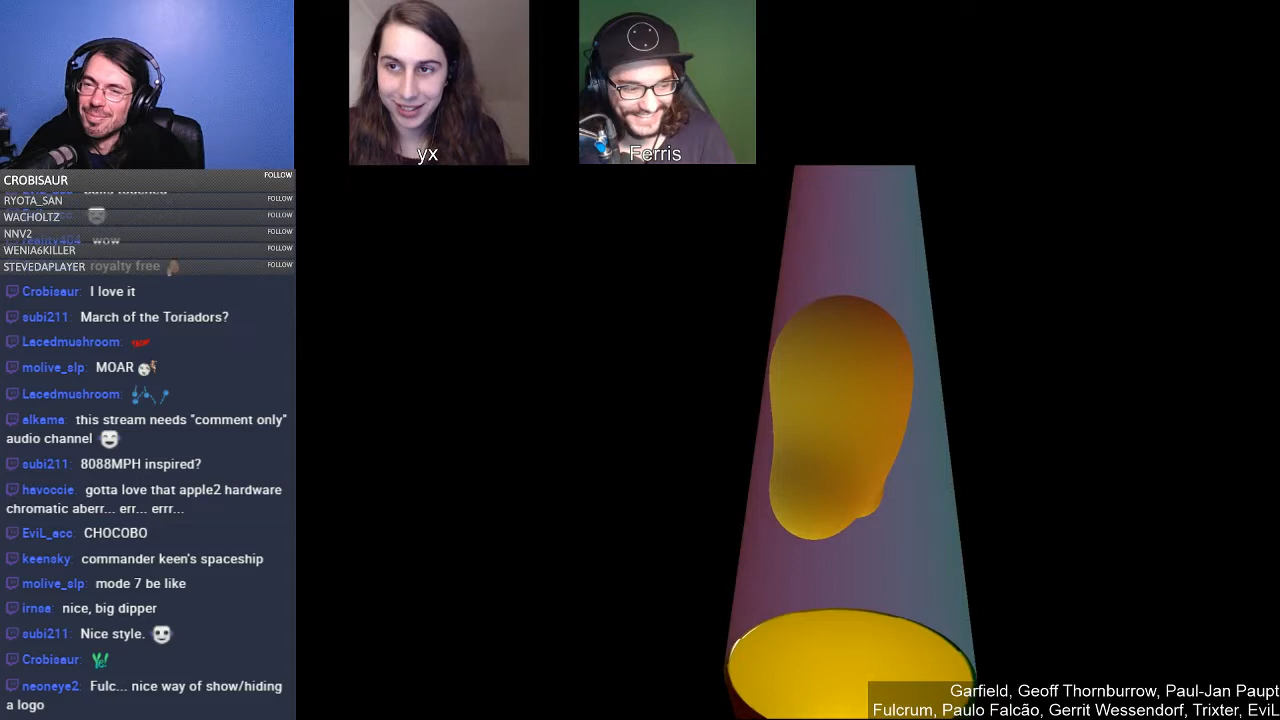 yx
Ferris
CROBISAUR FOLLOW
RYOTA_SAN FOLLOW
WACHOLTZ FOLLOW
NNV2 FOLLOW
wow
WENIA6KILLER FOLLOW
STEVEDAPLAYER royalty free FOLLOW
Crobisaur: I love it
subi211: March of the Toriadors?
Lacedmushroom:
molive_slp: MOAR
Lacedmushroom:
alkama: this stream needs "comment only"
audio channel
subi211: 8088MPH inspired?
havoccie: gotta love that apple2 hardware
chromatic aberr... err... errr...
EviL_acc: CHOCOBO
keensky: commander keen's spaceship
molive_slp: mode 7 be like
irnsa: nice, big dipper
subi211: Nice style.
Crobisaur:
neoneye2: Fulc... nice way of show/hiding
a logo
Garfield, Geoff Thornburrow, Paul-Jan Paupt
Fulcrum, Paulo Falcão, Gerrit Wessendorf, Trixter, EviL